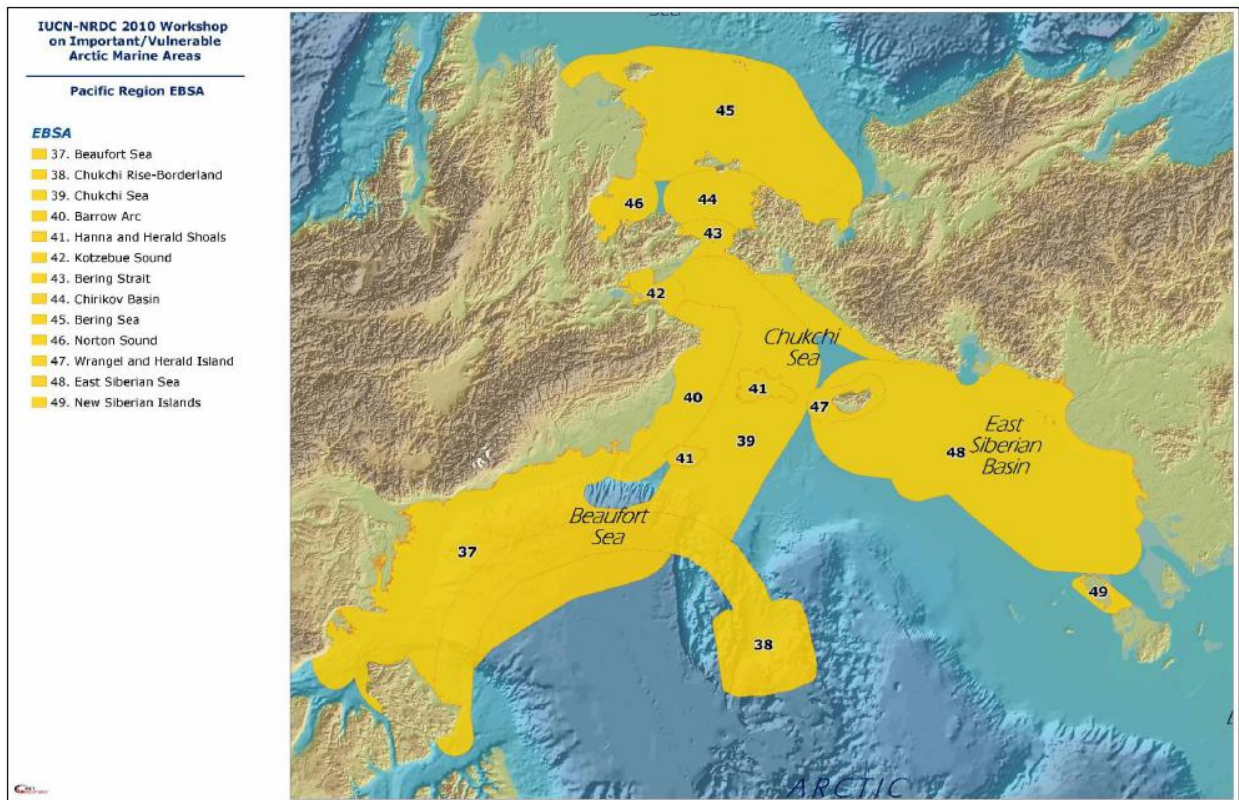 IUCN-NRDC 2010 Workshop
on Important/Vulnerable
Arctic Marine Areas
Pacific Region EBSA
EBSA
37. Beaufort Sea
38. Chukchi Rise-Borderland
39. Chukchi Sea
40. Barrow Arc
41. Hanna and Herald Shoals
42. Kotzebue Sound
43. Bering Strait
44. Chirikov Basin
45. Bering Sea
46. Norton Sound
47. Wrangel and Herald Island
48. East Siberian Sea
49. New Siberian Islands
Sea
45
46
44
43
42
Chukchi
Sea
41
40
47
39
East
Siberian
Basin
48
41
Beaufort
Sea
37
49
38
ARCTIC